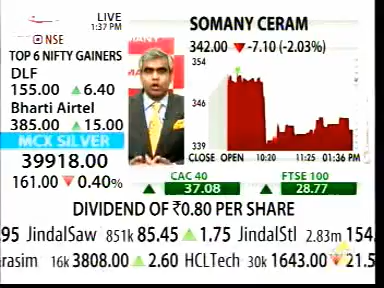 LIVE
1:37 PM
NSE
TOP 6 NIFTY GAINERS
DLF
155.00 ▲ 6.40
Bharti Airtel
385.00 ▲ 15.00
MCX SILVER
39918.00
161.00 ▼ 0.40%
SOMANY CERAM
342.00 ▼ -7.10 (-2.03%)
354
346
339
CLOSE OPEN 10:20 11:25 01:36 PM
CAC 40 FTSE 100
▲ 37.08 ▲ 28.77
DIVIDEND OF ₹0.80 PER SHARE
95 JindalSaw 851k 85.45 ▲ 1.75 JindalStl 2.83m 154.
rasim 16k 3808.00 ▲ 2.60 HCLTech 30k 1643.00 ▼ 21.5